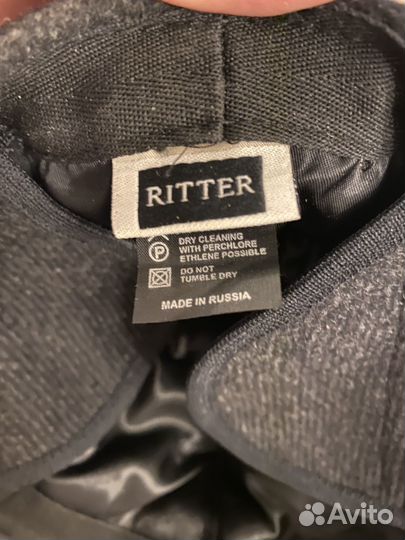 RITTER
P
DRY CLEANING
WITH PERCHLORE
ETHLENE POSSIBLE
DO NOT
TUMBLE DRY
MADE IN RUSSIA
Avito